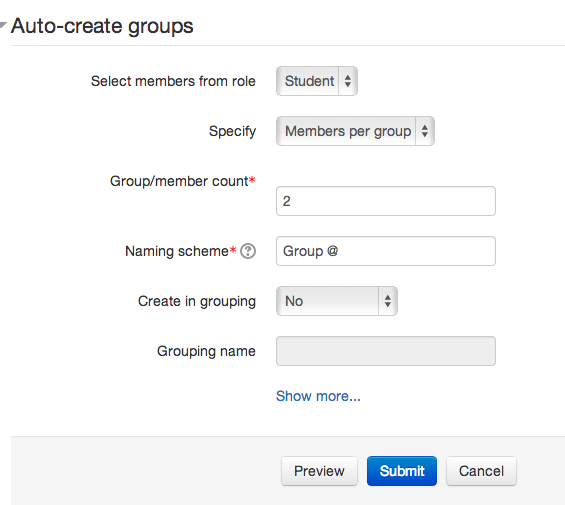 Auto-create groups
Select members from role Student
Specify Members per group
Group/member count*
2
Naming scheme* ? Group @
Create in grouping No
Grouping name
Show more...
Preview Submit Cancel